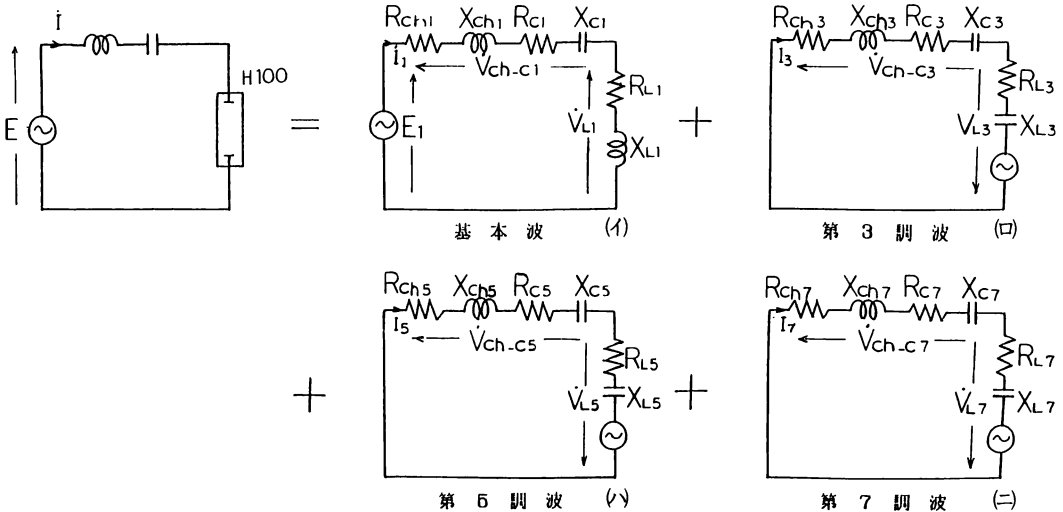 İ
E
H100
=
Rch1 Xch1 RC1 XC1
İ1
V̇ch-C1
RL1
E1
V̇L1
XL1
基本波 (イ)
+
Rch3 Xch3 RC3 XC3
I3
V̇ch-C3
RL3
VL3
XL3
第3調波 (ロ)
+
Rch5 Xch5 RC5 XC5
I5
V̇ch-C5
RL5
V̇L5
XL5
第5調波 (ハ)
+
Rch7 Xch7 RC7 XC7
I7
V̇ch-C7
RL7
V̇L7
XL7
第7調波 (ニ)